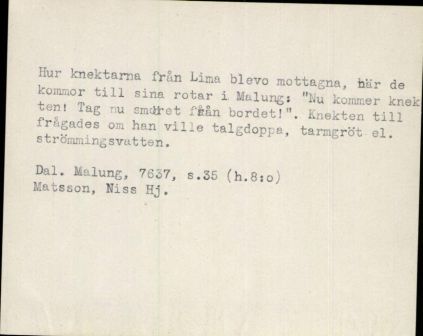 Hur knektarna från Lima blevo mottagna, här de
kommor till sina rotar i Malung: "Nu kommer knek
ten! Tag nu smöret från bordet!". Knekten till
frågades om han ville talgdoppa, tarmgröt el.
strömmingsvatten.
Dal. Malung, 7637, s.35 (h.8:o)
Matsson, Niss Hj.